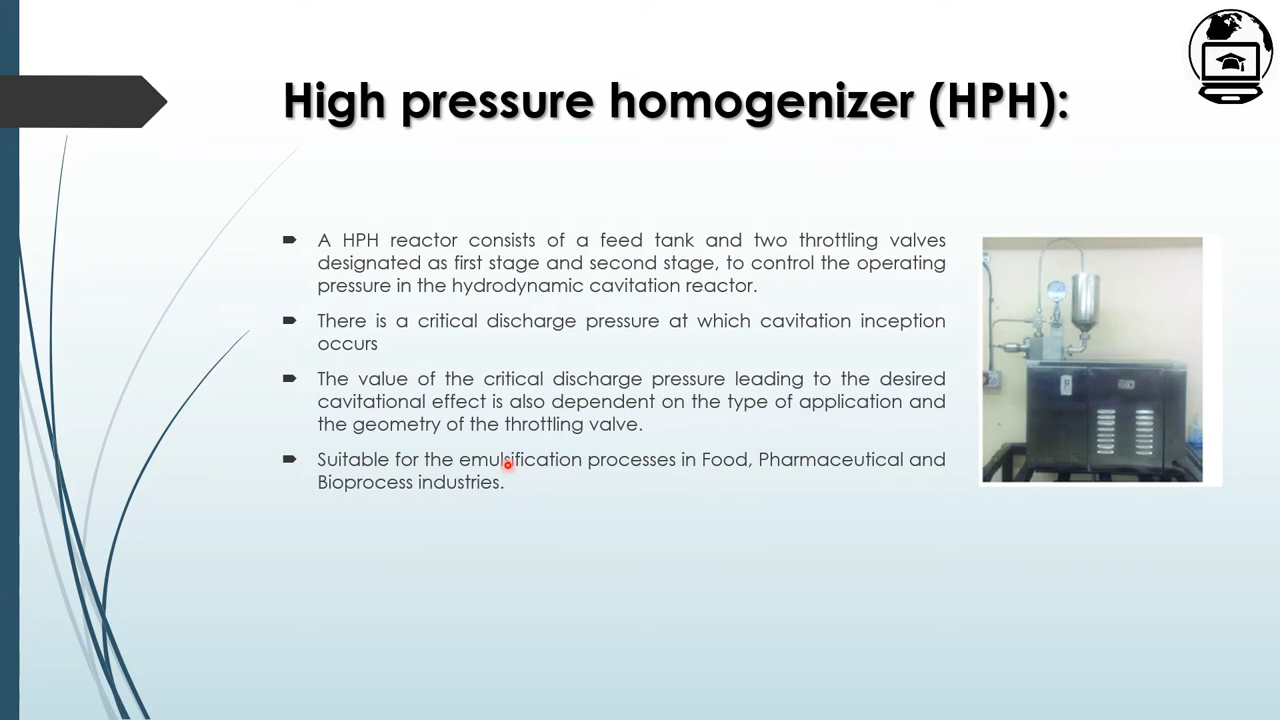 High pressure homogenizer (HPH):
A HPH reactor consists of a feed tank and two throttling valves
designated as first stage and second stage, to control the operating
pressure in the hydrodynamic cavitation reactor.
There is a critical discharge pressure at which cavitation inception
occurs
The value of the critical discharge pressure leading to the desired
cavitational effect is also dependent on the type of application and
the geometry of the throttling valve.
Suitable for the emulsification processes in Food, Pharmaceutical and
Bioprocess industries.